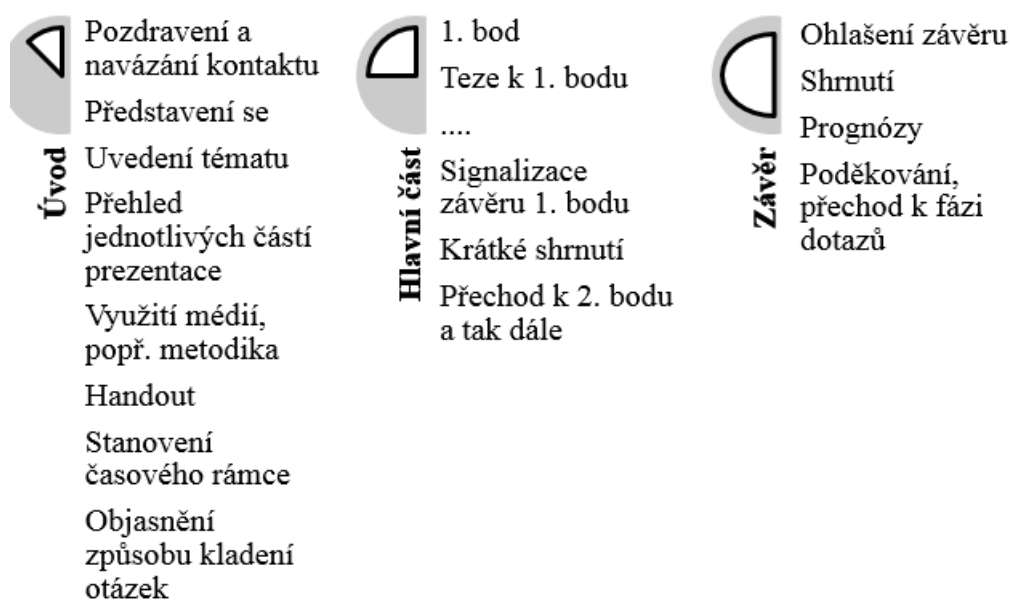 Úvod
Pozdravení a
navázání kontaktu
Představení se
Uvedení tématu
Přehled
jednotlivých částí
prezentace
Využití médií,
popř. metodika
Handout
Stanovení
časového rámce
Objasnění
způsobu kladení
otázek
Hlavní část
1. bod
Teze k 1. bodu
....
Signalizace
závěru 1. bodu
Krátké shrnutí
Přechod k 2. bodu
a tak dále
Závěr
Ohlašení závěru
Shrnutí
Prognózy
Poděkování,
přechod k fázi
dotazů